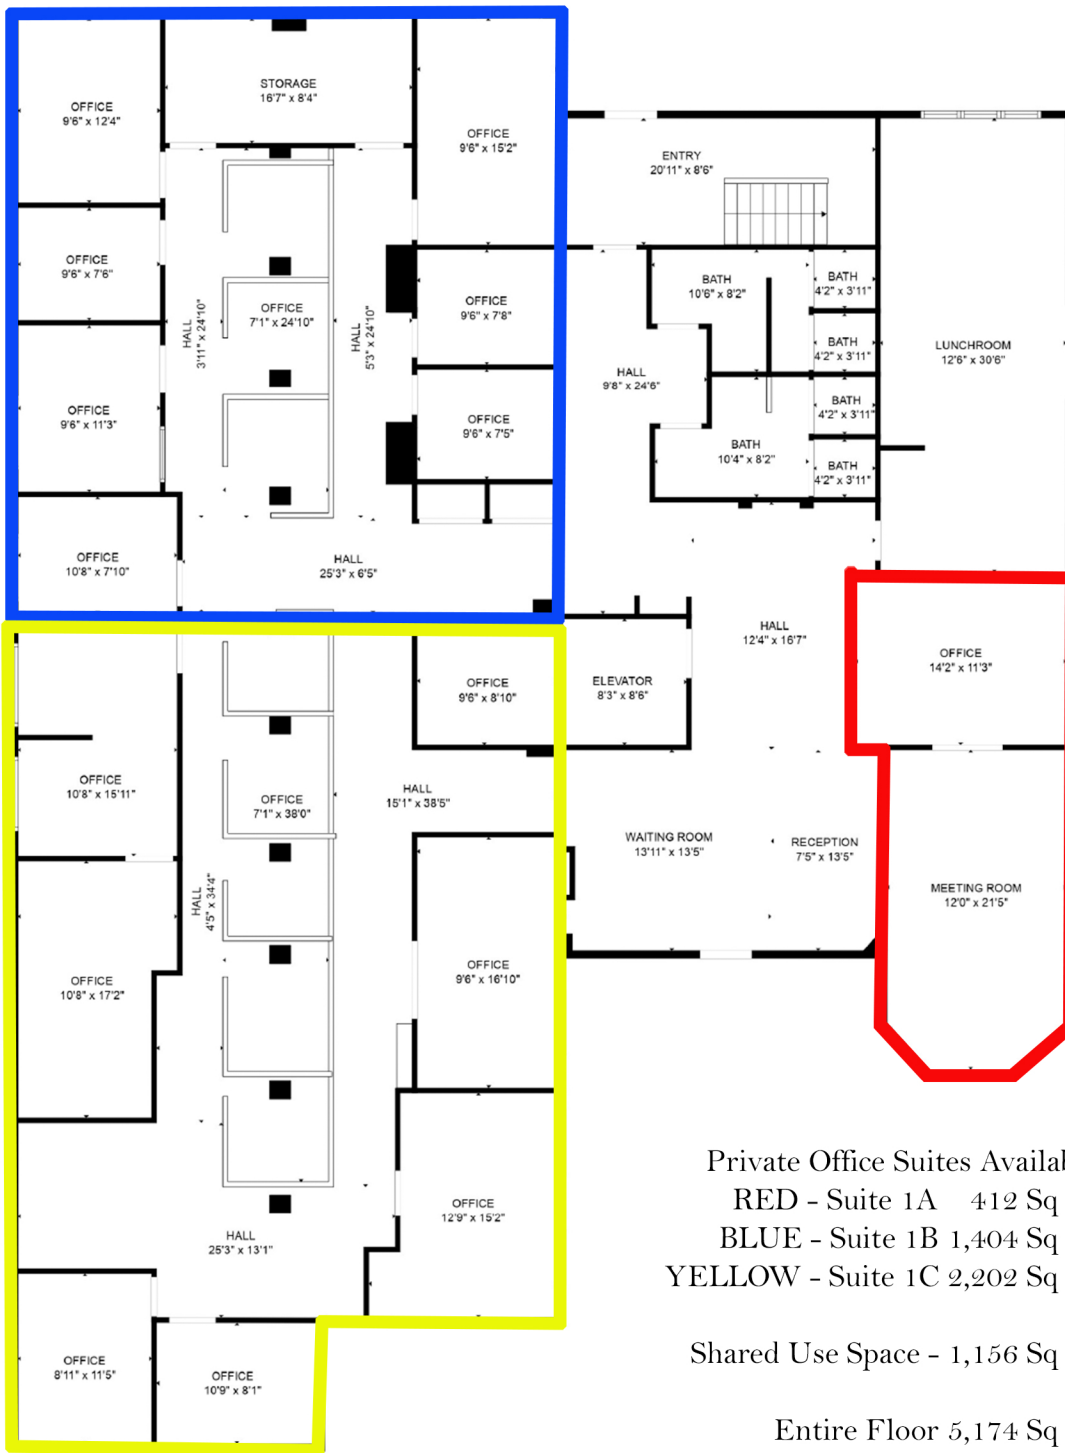 OFFICE
9'6" x 12'4"
STORAGE
16'7" x 8'4"
OFFICE
9'6" x 15'2"
ENTRY
20'11" x 8'6"
OFFICE
9'6" x 7'6"
HALL
3'11" x 24'10"
OFFICE
7'1" x 24'10"
HALL
5'3" x 24'10"
OFFICE
9'6" x 7'8"
BATH
10'6" x 8'2"
BATH
4'2" x 3'11"
BATH
4'2" x 3'11"
LUNCHROOM
12'6" x 30'6"
HALL
9'8" x 24'6"
OFFICE
9'6" x 11'3"
OFFICE
9'6" x 7'5"
BATH
4'2" x 3'11"
BATH
10'4" x 8'2"
BATH
4'2" x 3'11"
OFFICE
10'8" x 7'10"
HALL
25'3" x 6'5"
HALL
12'4" x 16'7"
OFFICE
14'2" x 11'3"
OFFICE
9'6" x 8'10"
ELEVATOR
8'3" x 8'6"
OFFICE
10'8" x 15'11"
OFFICE
7'1" x 38'0"
HALL
15'1" x 38'5"
WAITING ROOM
13'11" x 13'5"
RECEPTION
7'5" x 13'5"
HALL
4'5" x 34'4"
MEETING ROOM
12'0" x 21'5"
OFFICE
10'8" x 17'2"
OFFICE
9'6" x 16'10"
OFFICE
12'9" x 15'2"
HALL
25'3" x 13'1"
OFFICE
8'11" x 11'5"
OFFICE
10'9" x 8'1"
Private Office Suites Availab
RED - Suite 1A 412 Sq
BLUE - Suite 1B 1,404 Sq
YELLOW - Suite 1C 2,202 Sq
Shared Use Space - 1,156 Sq
Entire Floor 5,174 Sq